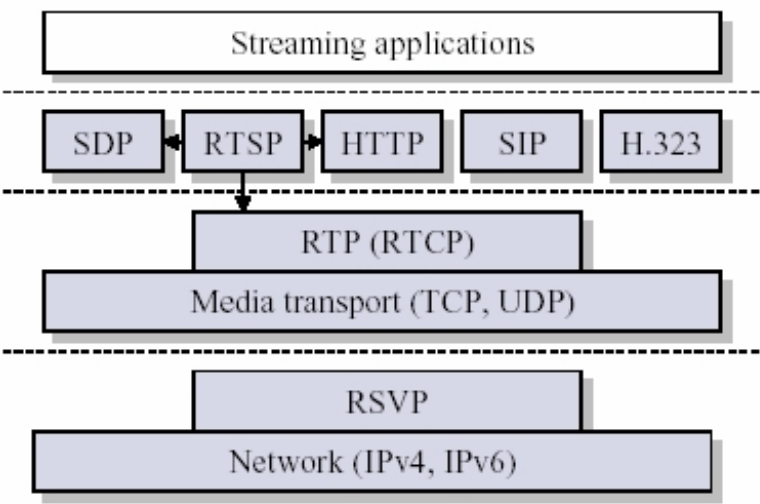 Streaming applications
SDP RTSP HTTP SIP H.323
RTP (RTCP)
Media transport (TCP, UDP)
RSVP
Network (IPv4, IPv6)